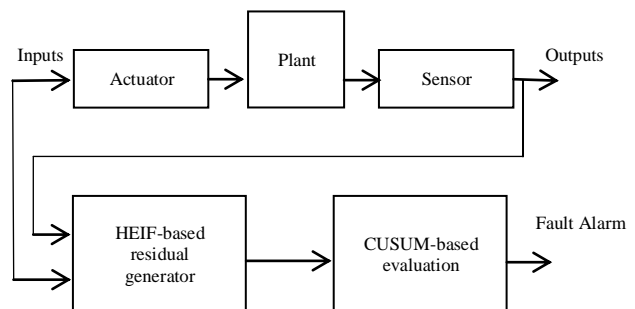 Inputs
Actuator
Plant
Sensor
Outputs
HEIF-based
residual
generator
CUSUM-based
evaluation
Fault Alarm